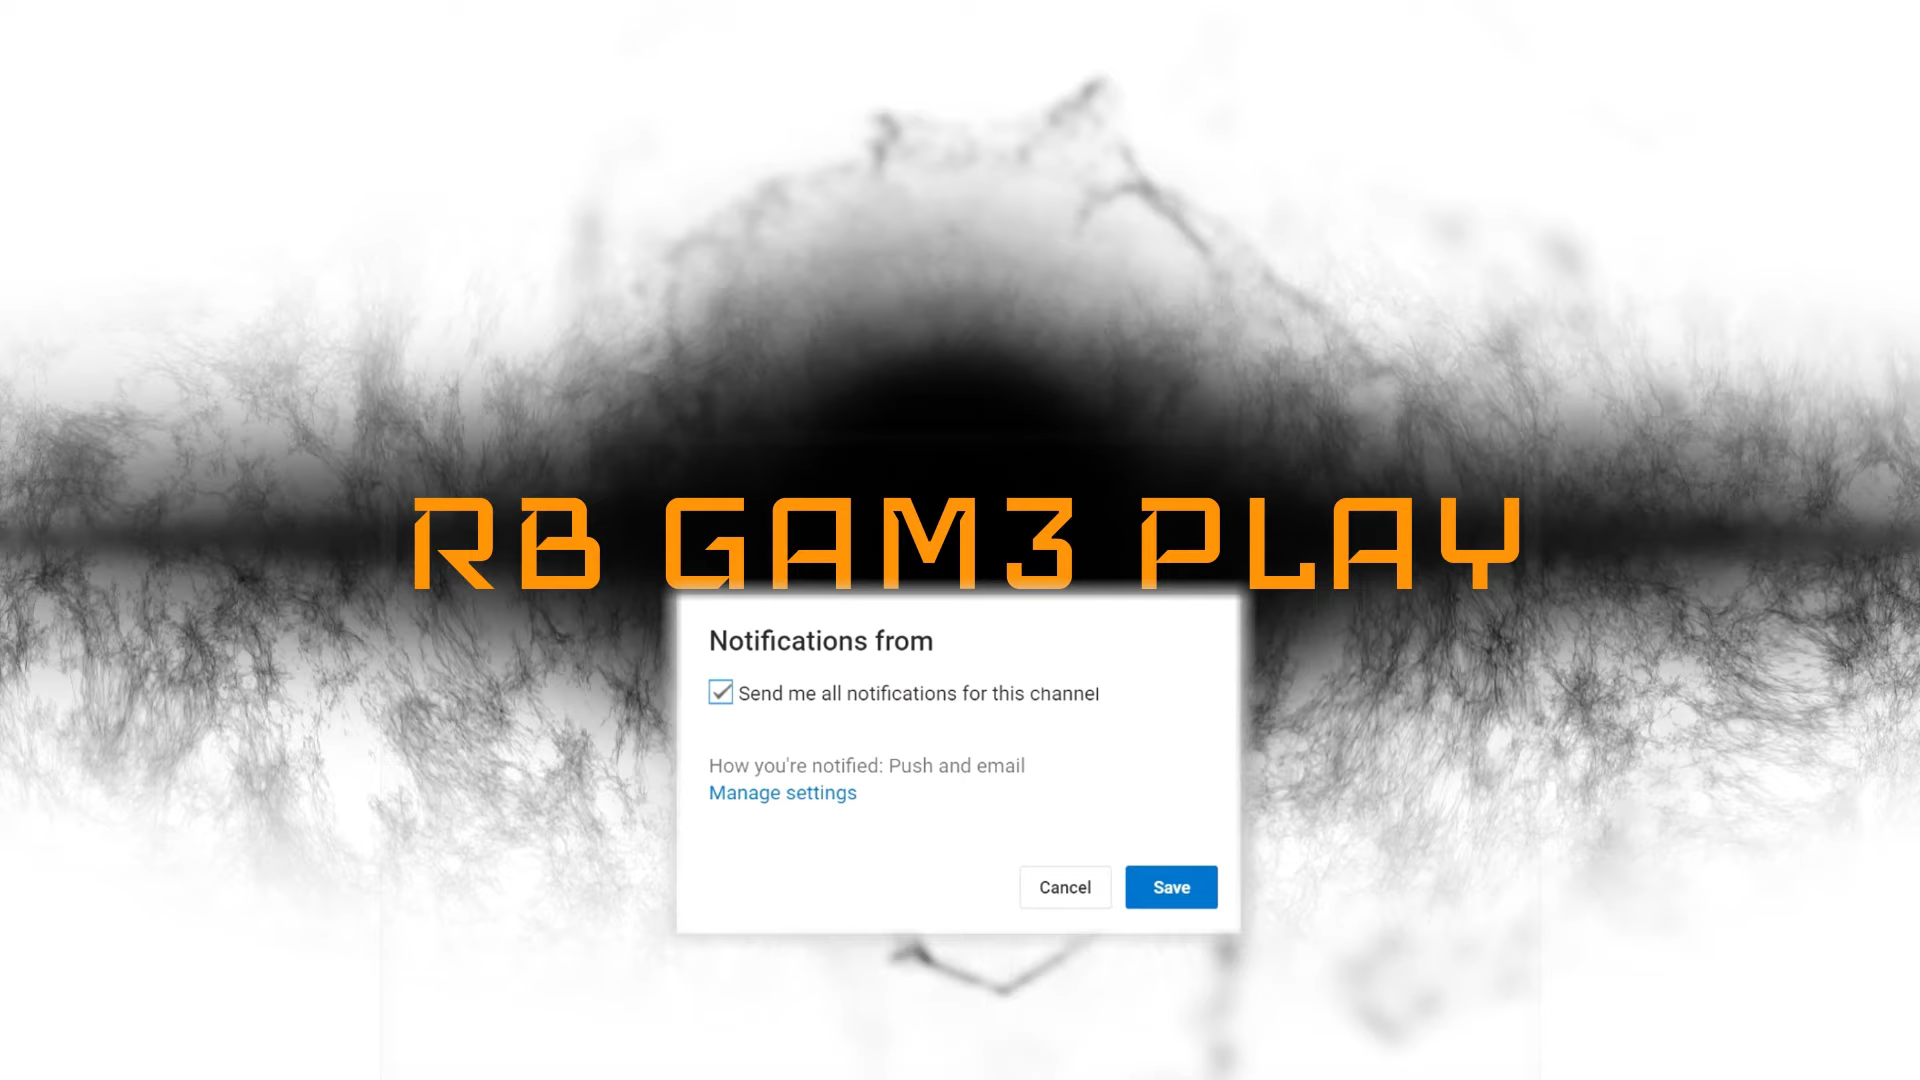 RB GAM3 PLAY
Notifications from
Send me all notifications for this channel
How you're notified: Push and email
Manage settings
Cancel Save